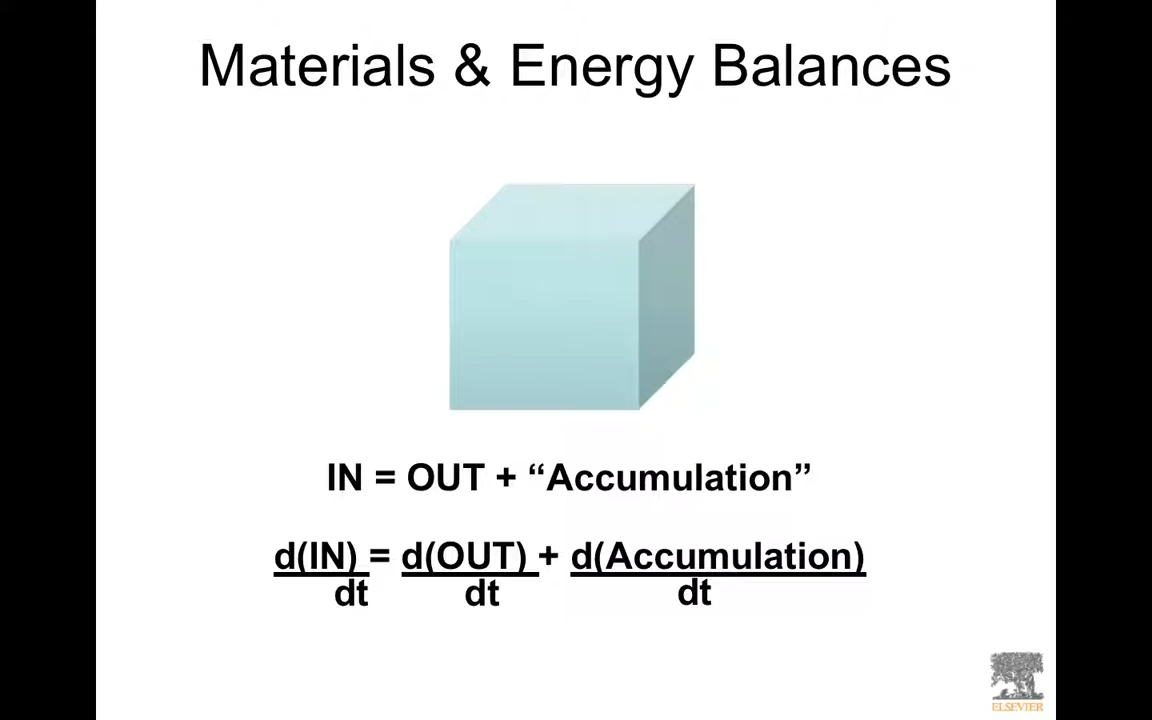 Materials & Energy Balances
IN = OUT + “Accumulation”
d(IN) = d(OUT) + d(Accumulation)
dt dt dt
ELSEVIER